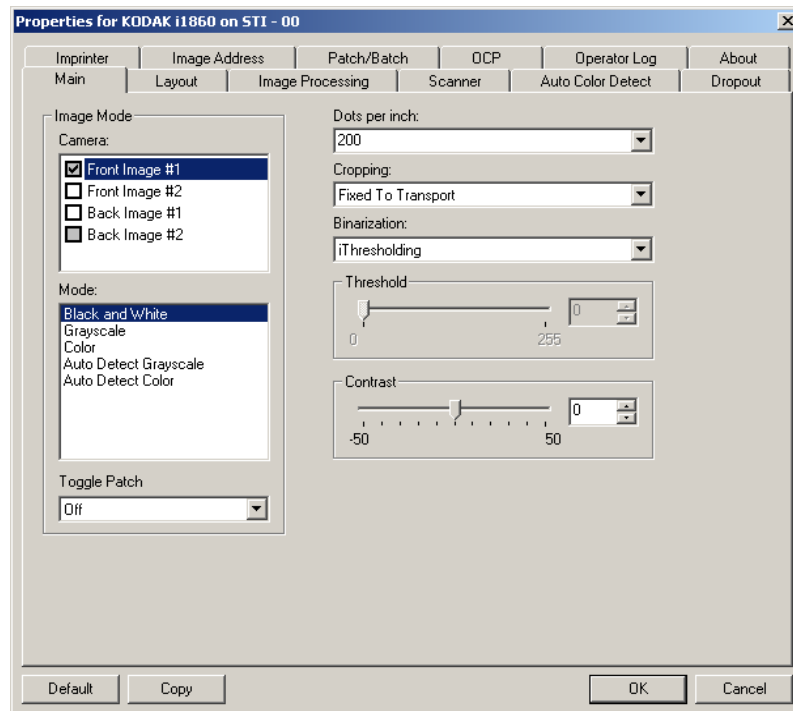 Properties for KODAK i1860 on STI - 00
Imprinter Image Address Patch/Batch OCP Operator Log About
Main Layout Image Processing Scanner Auto Color Detect Dropout
Image Mode
Camera:
Front Image #1
Front Image #2
Back Image #1
Back Image #2
Mode:
Black and White
Grayscale
Color
Auto Detect Grayscale
Auto Detect Color
Toggle Patch
Off
Dots per inch:
200
Cropping:
Fixed To Transport
Binarization:
iThresholding
Threshold
0
0 255
Contrast
0
-50 50
Default Copy OK Cancel